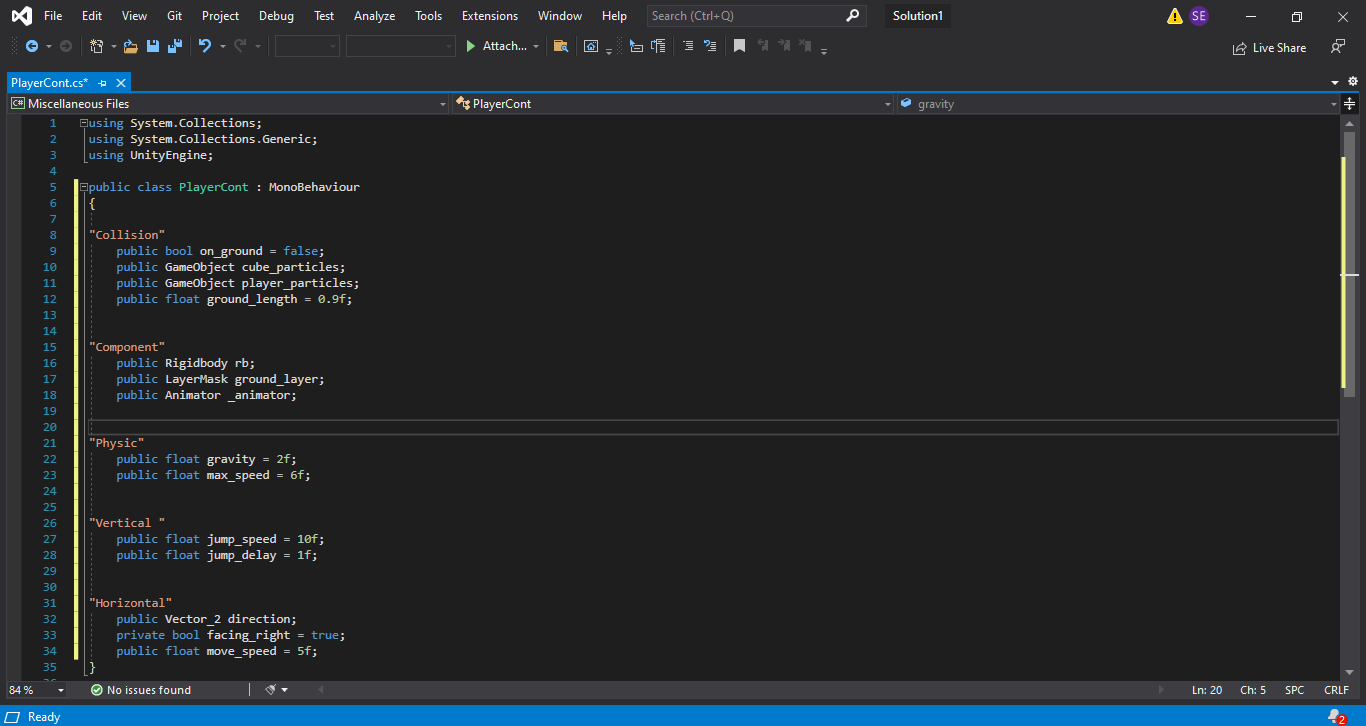 File Edit View Git Project Debug Test Analyze Tools Extensions Window Help Search (Ctrl+Q) Solution1 SE
Attach... Live Share
PlayerCont.cs*
C# Miscellaneous Files PlayerCont gravity
1 using System.Collections;
2 using System.Collections.Generic;
3 using UnityEngine;
4
5 public class PlayerCont : MonoBehaviour
6 {
7
8 "Collision"
9 public bool on_ground = false;
10 public GameObject cube_particles;
11 public GameObject player_particles;
12 public float ground_length = 0.9f;
13
14
15 "Component"
16 public Rigidbody rb;
17 public LayerMask ground_layer;
18 public Animator _animator;
19
20
21 "Physic"
22 public float gravity = 2f;
23 public float max_speed = 6f;
24
25
26 "Vertical "
27 public float jump_speed = 10f;
28 public float jump_delay = 1f;
29
30
31 "Horizontal"
32 public Vector_2 direction;
33 private bool facing_right = true;
34 public float move_speed = 5f;
35 }
84 % No issues found Ln: 20 Ch: 5 SPC CRLF
Ready 2